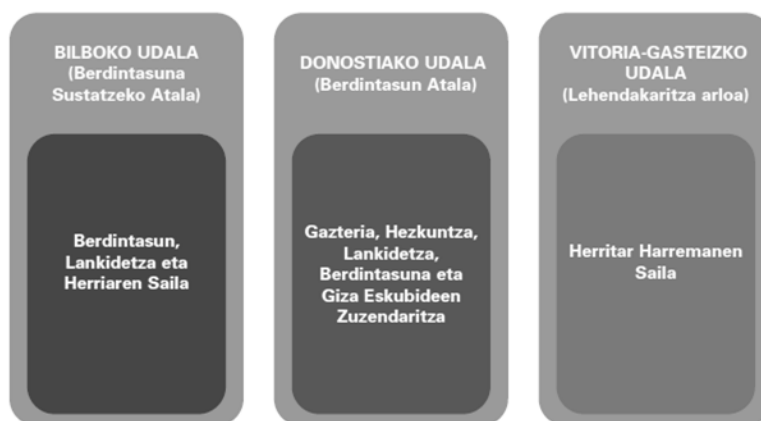 BILBOKO UDALA
(Berdintasuna
Sustatzeko Atala)
Berdintasun,
Lankidetza eta
Herriaren Saila
DONOSTIAKO UDALA
(Berdintasun Atala)
Gazteria, Hezkuntza,
Lankidetza,
Berdintasuna eta
Giza Eskubideen
Zuzendaritza
VITORIA-GASTEIZKO
UDALA
(Lehendakaritza arloa)
Herritar Harremanen
Saila